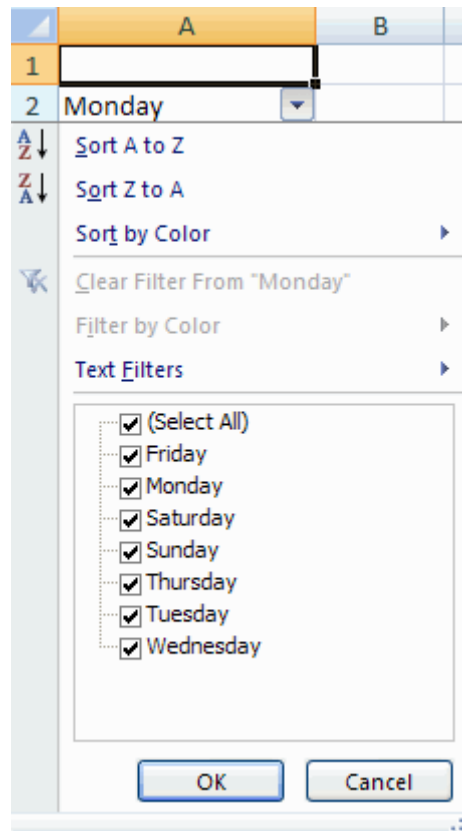 A B
1
2 Monday
Sort A to Z
Sort Z to A
Sort by Color
Clear Filter From "Monday"
Filter by Color
Text Filters
(Select All)
Friday
Monday
Saturday
Sunday
Thursday
Tuesday
Wednesday
OK Cancel